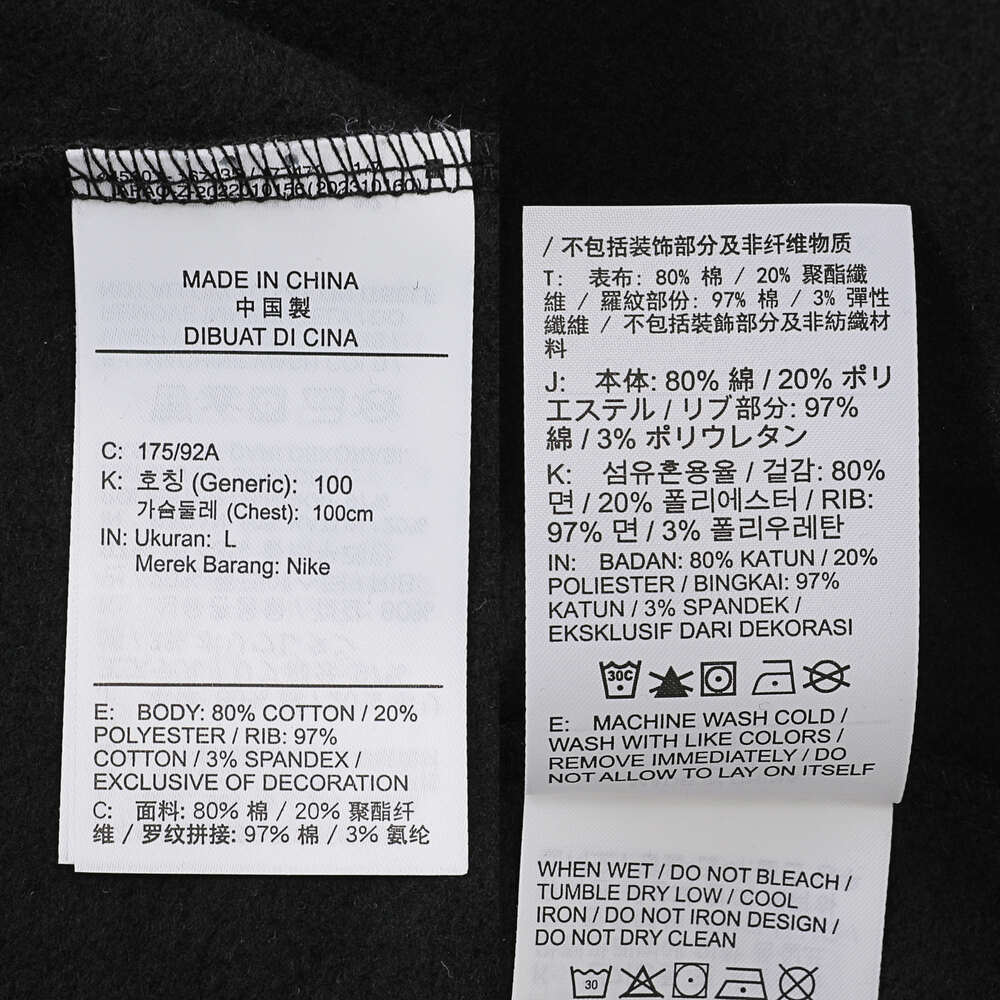 MADE IN CHINA
中国製
DIBUAT DI CINA
C: 175/92A
K: 호칭 (Generic): 100
가슴둘레 (Chest): 100cm
IN: Ukuran: L
Merek Barang: Nike
E: BODY: 80% COTTON / 20%
POLYESTER / RIB: 97%
COTTON / 3% SPANDEX /
EXCLUSIVE OF DECORATION
C: 面料: 80% 棉 / 20% 聚酯纤
维 / 罗纹拼接: 97% 棉 / 3% 氨纶
/ 不包括装饰部分及非纤维物质
T: 表布: 80% 棉 / 20% 聚酯纖
維 / 羅紋部份: 97% 棉 / 3% 彈性
纖維 / 不包括裝飾部分及非紡織材
料
J: 本体: 80% 綿 / 20% ポリ
エステル / リブ部分: 97%
綿 / 3% ポリウレタン
K: 섬유혼용율 / 겉감: 80%
면 / 20% 폴리에스터 / RIB:
97% 면 / 3% 폴리우레탄
IN: BADAN: 80% KATUN / 20%
POLIESTER / BINGKAI: 97%
KATUN / 3% SPANDEK /
EKSKLUSIF DARI DEKORASI
30C
E: MACHINE WASH COLD /
WASH WITH LIKE COLORS /
REMOVE IMMEDIATELY / DO
NOT ALLOW TO LAY ON ITSELF
WHEN WET / DO NOT BLEACH /
TUMBLE DRY LOW / COOL
IRON / DO NOT IRON DESIGN /
DO NOT DRY CLEAN
30